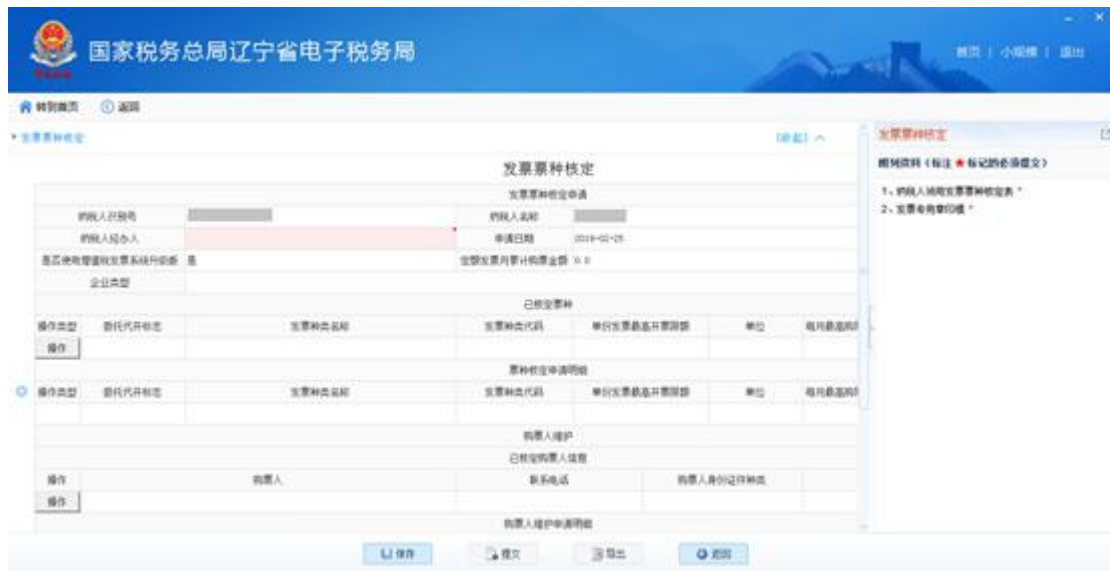 国家税务总局辽宁省电子税务局
首页 | 小规模 | 退出
转到首页 返回
发票票种核定 【收起】
发票票种核定
发票票种核定申请
纳税人识别号 纳税人名称
纳税人经办人 申请日期 2019-02-25
是否使用增值税发票系统升级版 是 定额发票月累计购票金额 0.0
企业类型
已核定票种
操作类型 委托代开标志 发票种类名称 发票种类代码 单份发票最高开票限额 单位 每月最高购
操作
票种核定申请明细
操作类型 委托代开标志 发票种类名称 发票种类代码 单份发票最高开票限额 单位 每月最高购
购票人维护
已核定购票人信息
操作 购票人 联系电话 购票人身份证件种类
操作
购票人维护申请明细
发票票种核定
附列资料(标注★标记的必须提交)
1、纳税人领用发票票种核定表 *
2、发票专用章印模 *
保存 提交 导出 返回